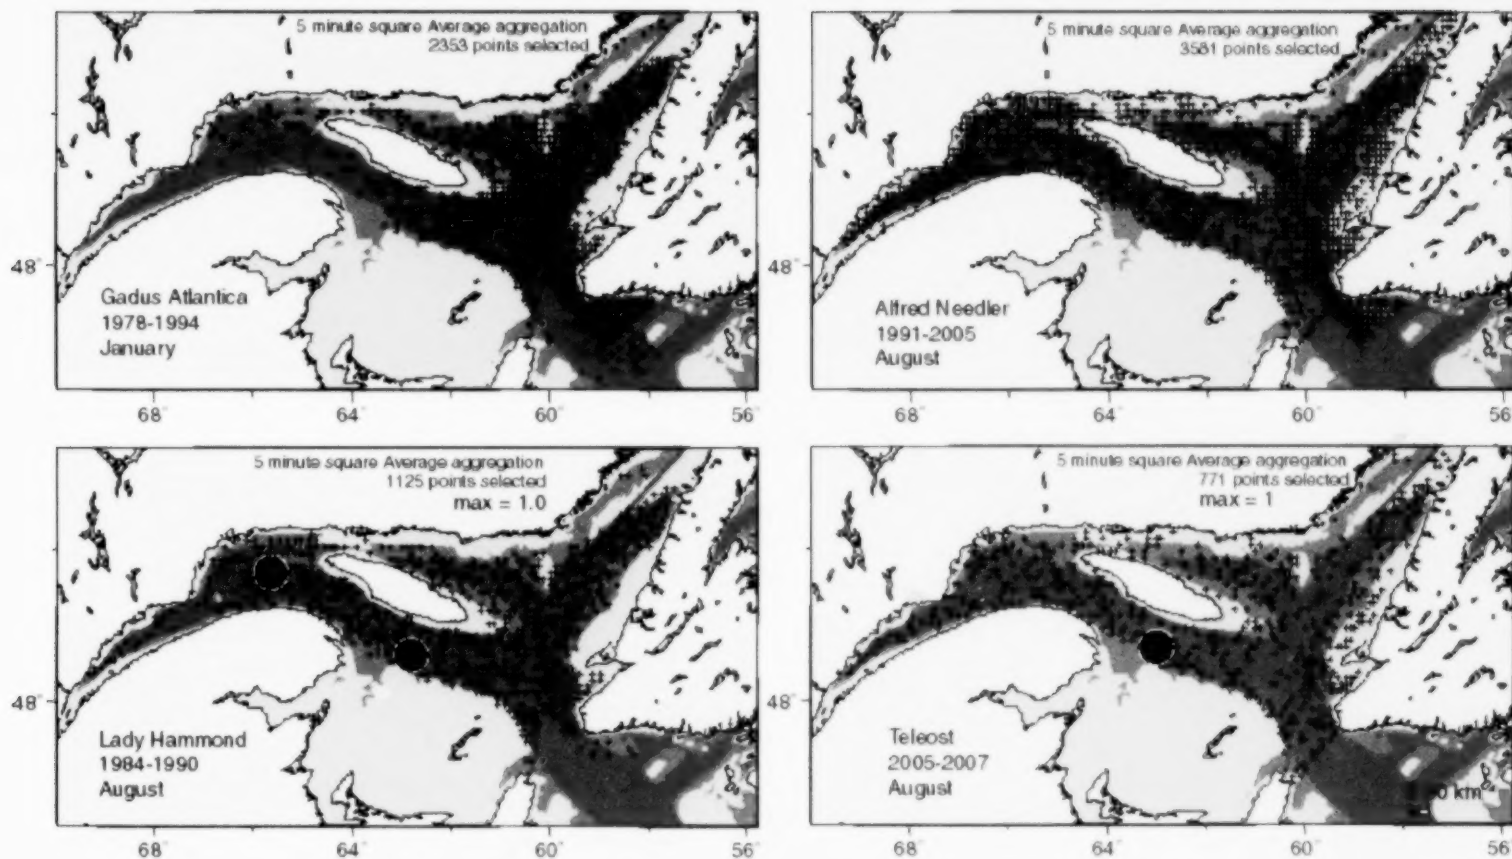 5 minute square Average aggregation
2353 points selected
48°
Gadus Atlantica
1978-1994
January
68°
64°
60°
56°
5 minute square Average aggregation
3581 points selected
48°
Alfred Needler
1991-2005
August
68°
64°
60°
56°
5 minute square Average aggregation
1125 points selected
max = 1.0
48°
Lady Hammond
1984-1990
August
68°
64°
60°
56°
5 minute square Average aggregation
771 points selected
max = 1
48°
Teleost
2005-2007
August
km
68°
64°
60°
56°